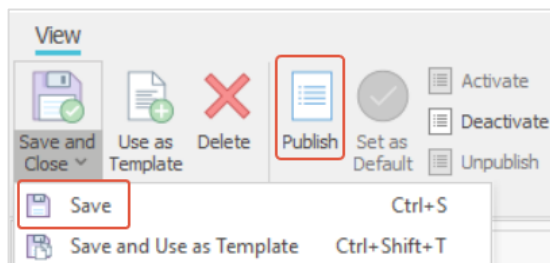 View
Save and Close
Use as Template
Delete
Publish
Set as Default
Activate
Deactivate
Unpublish
Save Ctrl+S
Save and Use as Template Ctrl+Shift+T